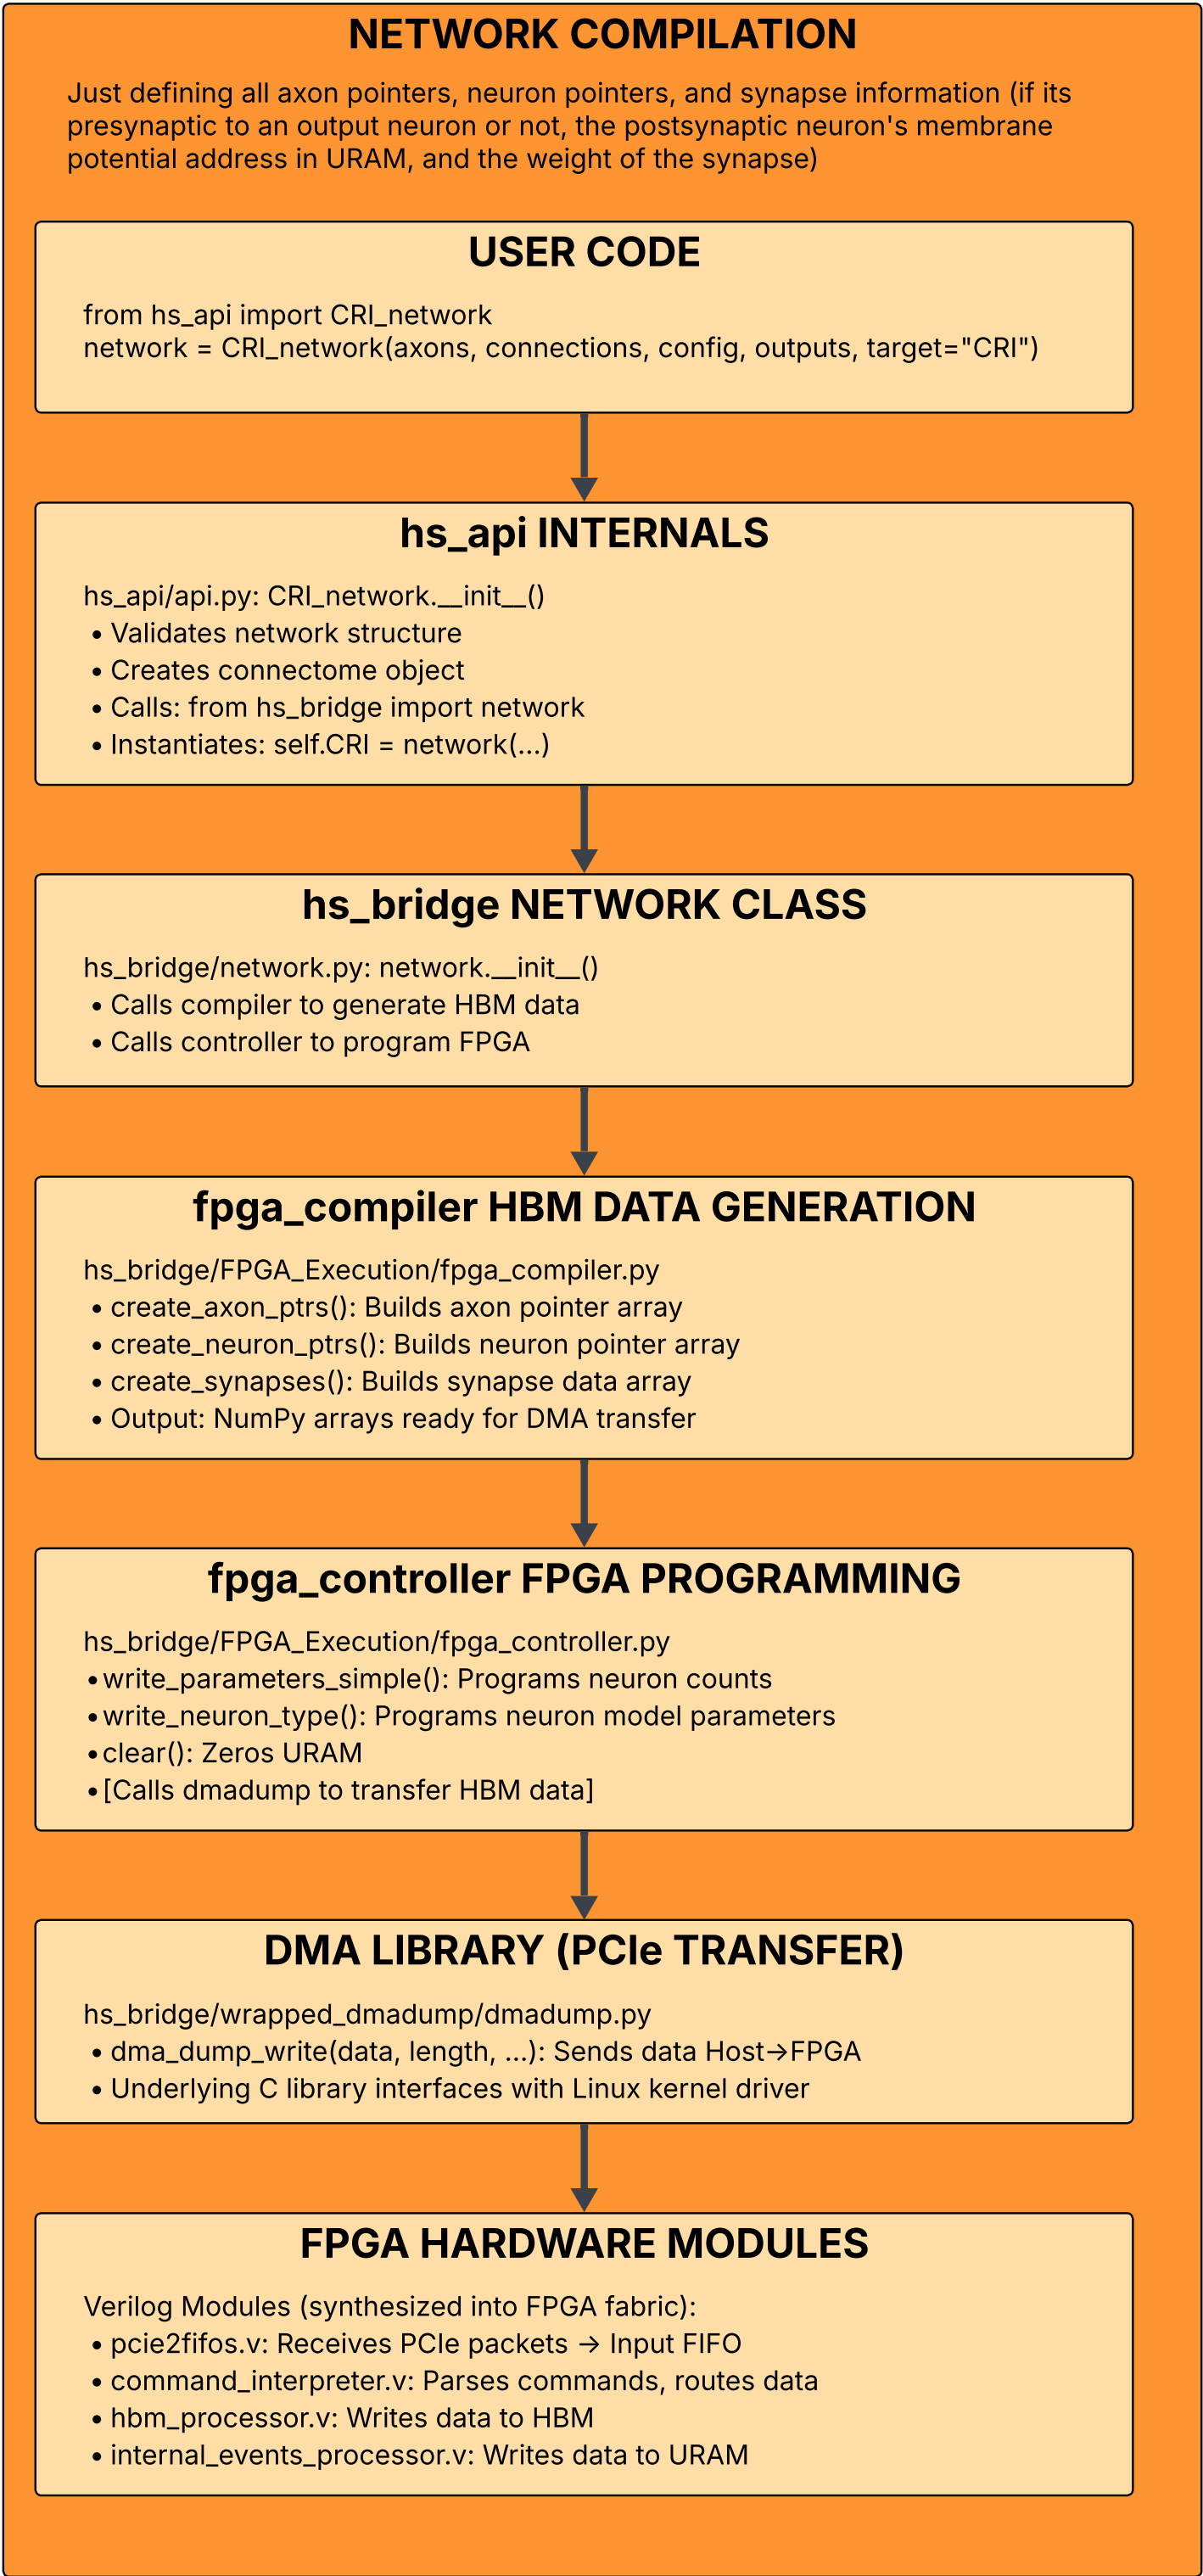 NETWORK COMPILATION
Just defining all axon pointers, neuron pointers, and synapse information (if its
presynaptic to an output neuron or not, the postsynaptic neuron's membrane
potential address in URAM, and the weight of the synapse)
USER CODE
from hs_api import CRI_network
network = CRI_network(axons, connections, config, outputs, target="CRI")
hs_api INTERNALS
hs_api/api.py: CRI_network.__init__()
• Validates network structure
• Creates connectome object
• Calls: from hs_bridge import network
• Instantiates: self.CRI = network(...)
hs_bridge NETWORK CLASS
hs_bridge/network.py: network.__init__()
• Calls compiler to generate HBM data
• Calls controller to program FPGA
fpga_compiler HBM DATA GENERATION
hs_bridge/FPGA_Execution/fpga_compiler.py
• create_axon_ptrs(): Builds axon pointer array
• create_neuron_ptrs(): Builds neuron pointer array
• create_synapses(): Builds synapse data array
• Output: NumPy arrays ready for DMA transfer
fpga_controller FPGA PROGRAMMING
hs_bridge/FPGA_Execution/fpga_controller.py
•write_parameters_simple(): Programs neuron counts
•write_neuron_type(): Programs neuron model parameters
•clear(): Zeros URAM
•[Calls dmadump to transfer HBM data]
DMA LIBRARY (PCIe TRANSFER)
hs_bridge/wrapped_dmadump/dmadump.py
• dma_dump_write(data, length, ...): Sends data Host→FPGA
• Underlying C library interfaces with Linux kernel driver
FPGA HARDWARE MODULES
Verilog Modules (synthesized into FPGA fabric):
• pcie2fifos.v: Receives PCIe packets → Input FIFO
• command_interpreter.v: Parses commands, routes data
• hbm_processor.v: Writes data to HBM
• internal_events_processor.v: Writes data to URAM